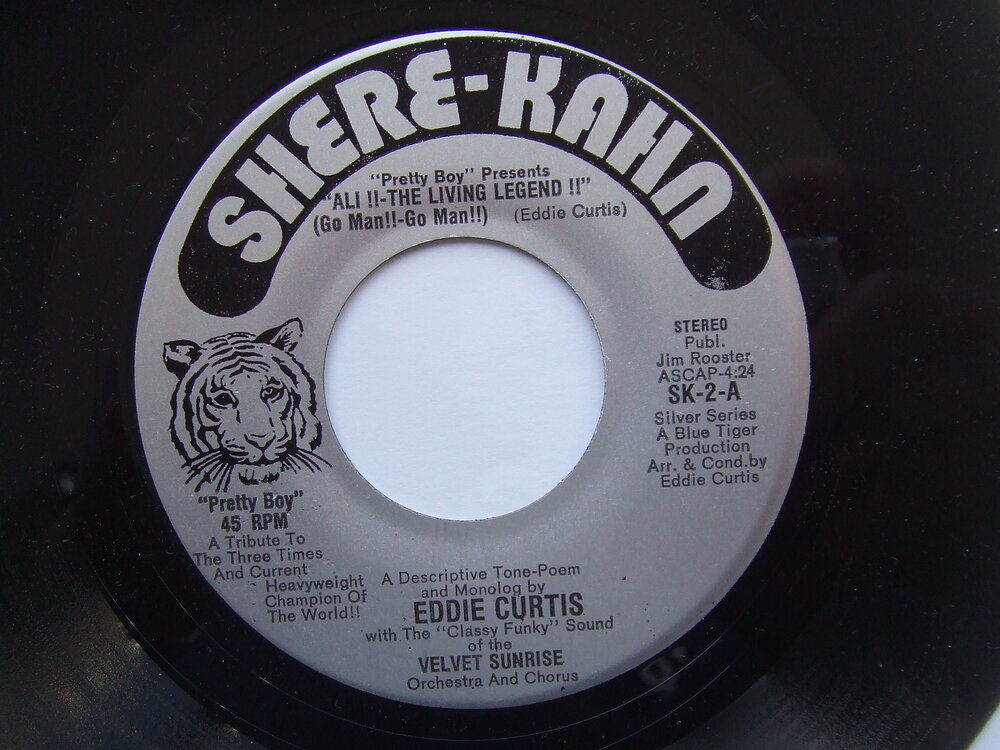 SHERE-KAHN
"Pretty Boy" Presents
"ALI !!-THE LIVING LEGEND !!"
(Go Man!!-Go Man!!) (Eddie Curtis)
STEREO
Publ.
Jim Rooster
ASCAP-4:24
SK-2-A
Silver Series
A Blue Tiger
Production
Arr. & Cond.by
Eddie Curtis
"Pretty Boy"
45 RPM
A Tribute To
The Three Times
And Current
Heavyweight
Champion Of
The World!!
A Descriptive Tone-Poem
and Monolog by
EDDIE CURTIS
with The "Classy Funky" Sound
of the
VELVET SUNRISE
Orchestra And Chorus